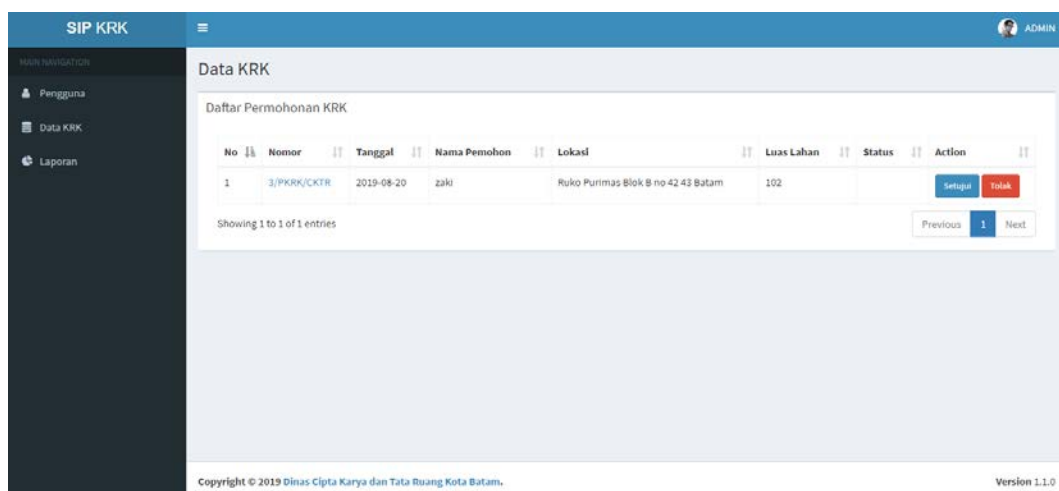 SIP KRK
ADMIN
MAIN NAVIGATION
Pengguna
Data KRK
Laporan
Data KRK
Daftar Permohonan KRK
No Nomor Tanggal Nama Pemohon Lokasi Luas Lahan Status Action
1 3/PKRK/CKTR 2019-08-20 zaki Ruko Purimas Blok B no 42 43 Batam 102 Setujui Tolak
Showing 1 to 1 of 1 entries
Previous 1 Next
Copyright © 2019 Dinas Cipta Karya dan Tata Ruang Kota Batam.
Version 1.1.0